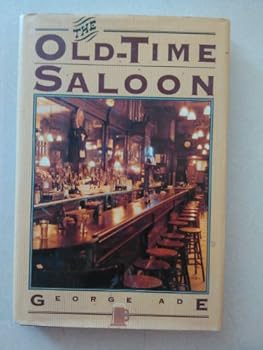 THE
OLD-TIME
SALOON
GEORGE ADE